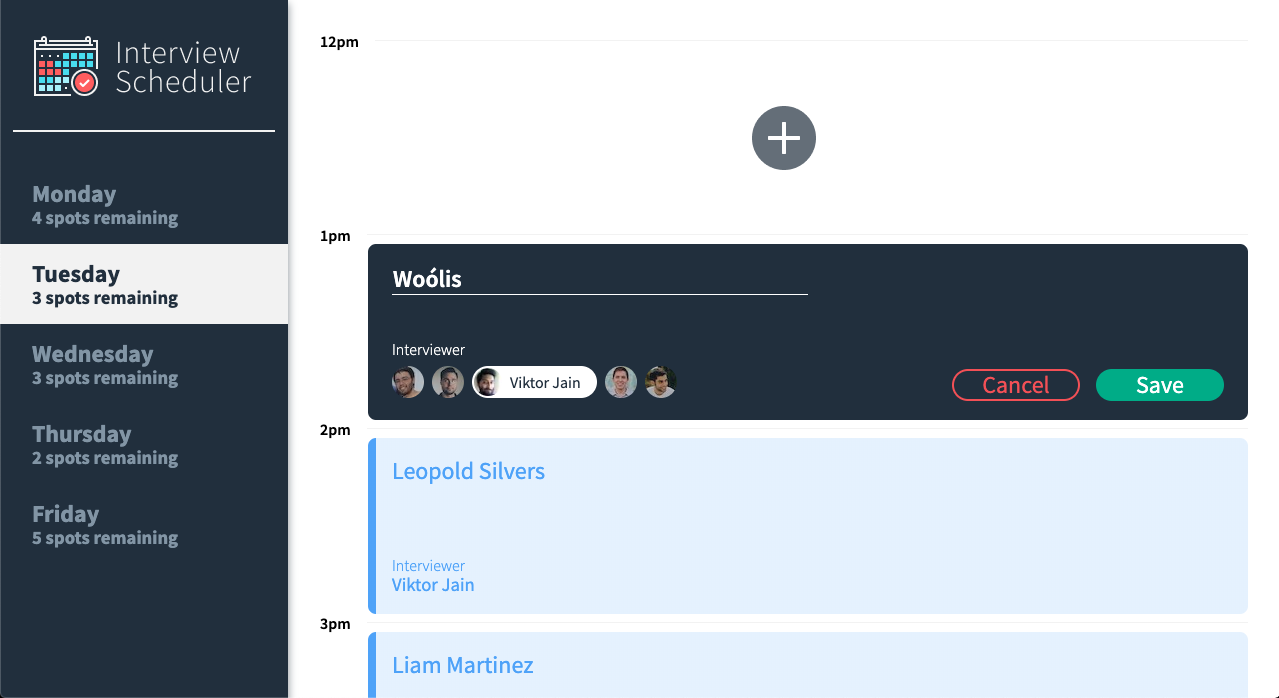 Interview
Scheduler
Monday
4 spots remaining
Tuesday
3 spots remaining
Wednesday
3 spots remaining
Thursday
2 spots remaining
Friday
5 spots remaining
12pm
1pm
Woólis
Interviewer
Viktor Jain
Cancel
Save
2pm
Leopold Silvers
Interviewer
Viktor Jain
3pm
Liam Martinez